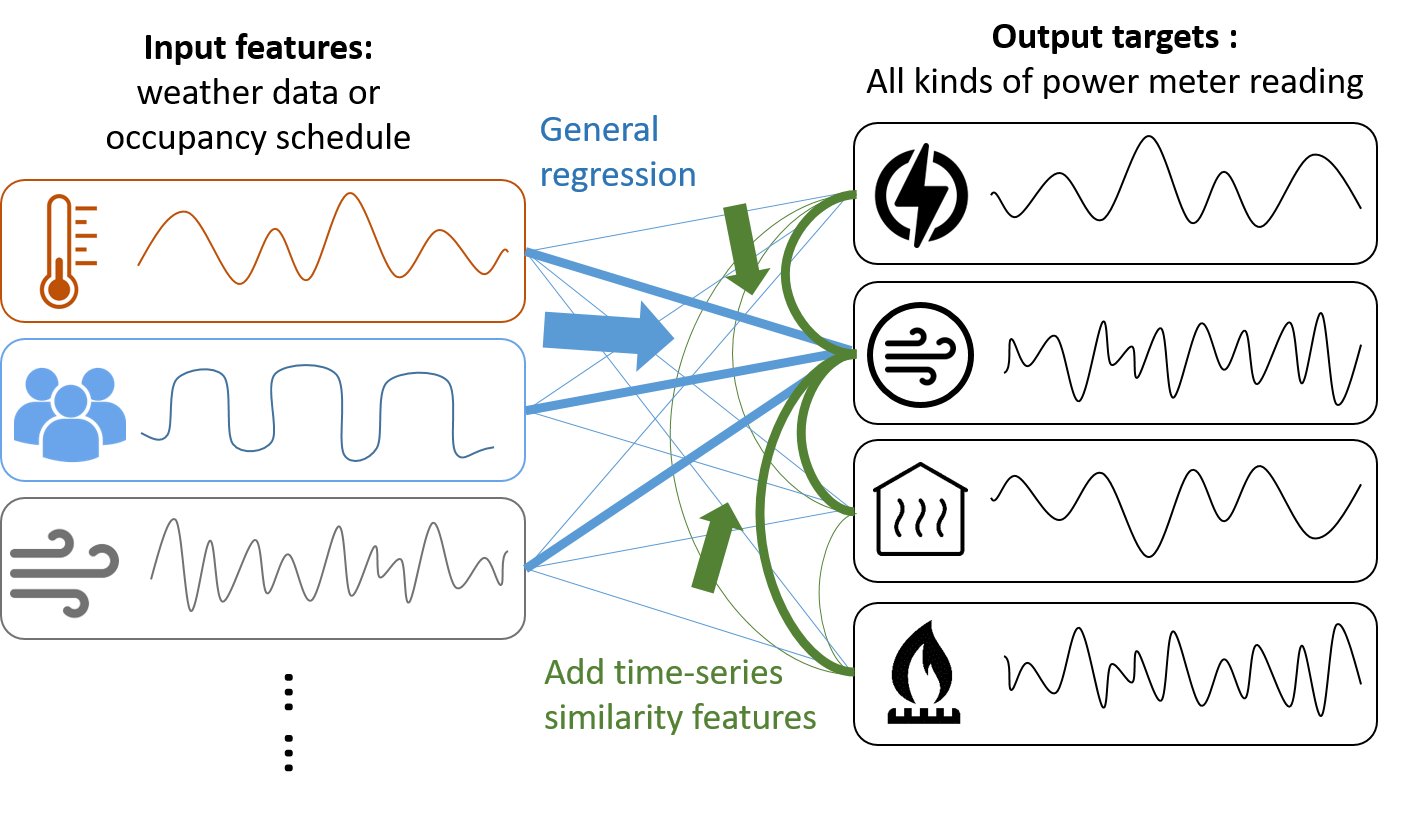 Input features:
weather data or
occupancy schedule
General
regression
Output targets :
All kinds of power meter reading
Add time-series
similarity features